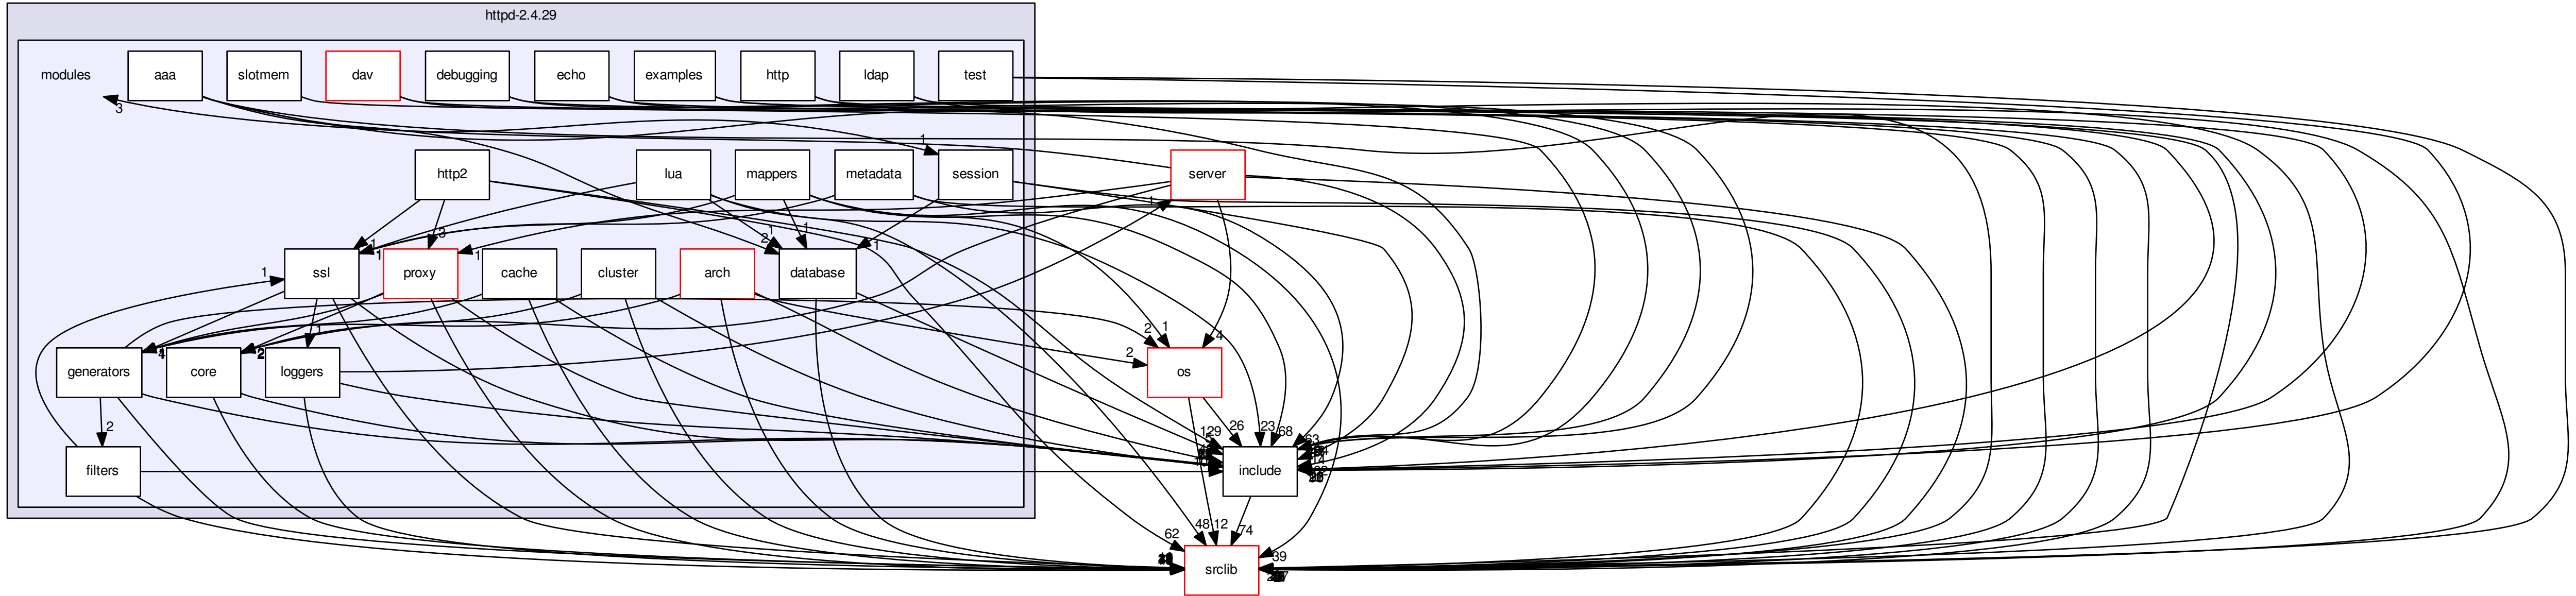 httpd-2.4.29
modules
aaa
slotmem
dav
debugging
echo
examples
http
ldap
test
3
1
http2
lua
mappers
metadata
session
server
1
3
1
1
2
1
1
1
1
1
ssl
proxy
cache
cluster
arch
database
1
2
1
4
2
generators
core
loggers
os
2
129
26
23
68
filters
include
62
48
12
74
39
srclib